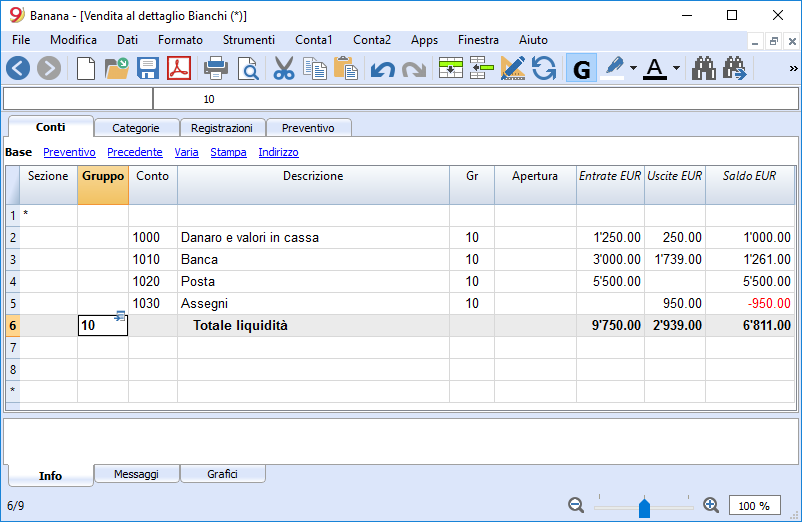 Banana - [Vendita al dettaglio Bianchi (*)]
File Modifica Dati Formato Strumenti Conta1 Conta2 Apps Finestra Aiuto
G A »
10
Conti Categorie Registrazioni Preventivo
Base Preventivo Precedente Varia Stampa Indirizzo
Sezione Gruppo Conto Descrizione Gr Apertura Entrate EUR Uscite EUR Saldo EUR
1 *
2 1000 Danaro e valori in cassa 10 1'250.00 250.00 1'000.00
3 1010 Banca 10 3'000.00 1'739.00 1'261.00
4 1020 Posta 10 5'500.00 5'500.00
5 1030 Assegni 10 950.00 -950.00
6 10 Totale liquidità 9'750.00 2'939.00 6'811.00
7
8
*
Info Messaggi Grafici
6/9 100 %